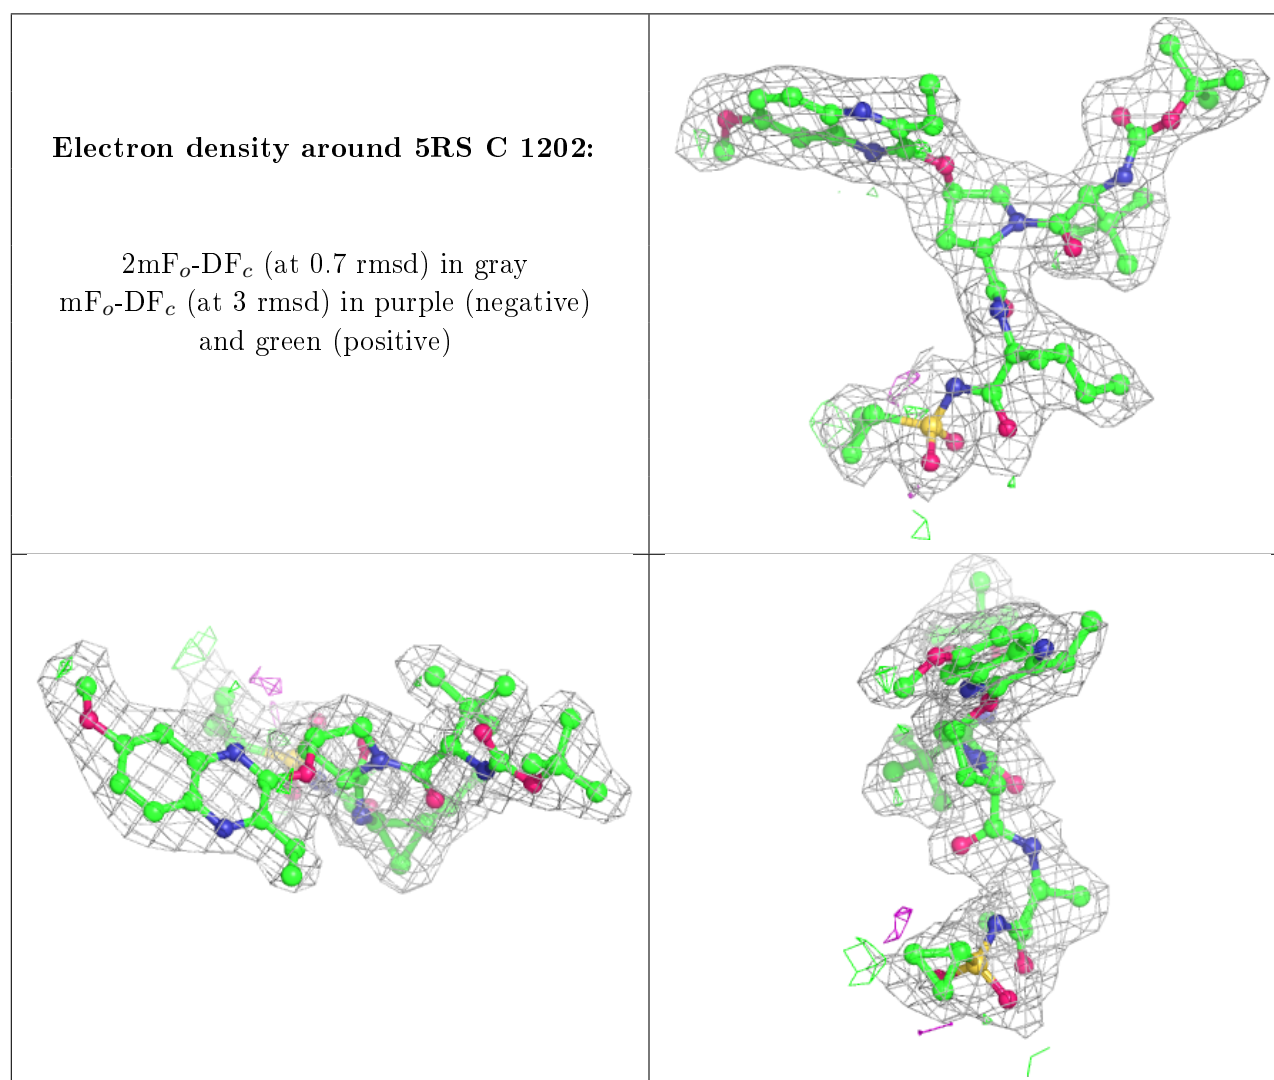 Electron density around 5RS C 1202:
2mFo-DFc (at 0.7 rmsd) in gray
mFo-DFc (at 3 rmsd) in purple (negative)
and green (positive)